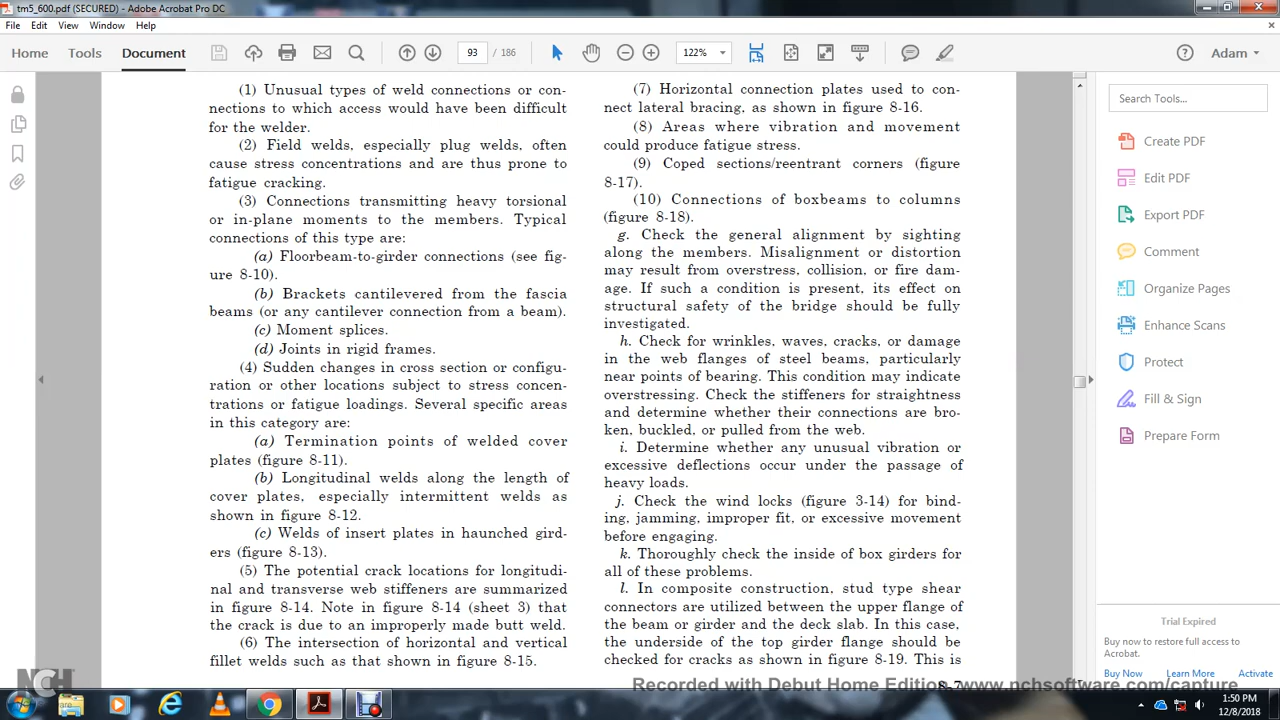 tm5_600.pdf (SECURED) - Adobe Acrobat Pro DC
File Edit View Window Help
Home Tools Document 93 / 186 122% Adam
(1) Unusual types of weld connections or con-
nections to which access would have been difficult
for the welder.
(2) Field welds, especially plug welds, often
cause stress concentrations and are thus prone to
fatigue cracking.
(3) Connections transmitting heavy torsional
or in-plane moments to the members. Typical
connections of this type are:
(a) Floorbeam-to-girder connections (see fig-
ure 8-10).
(b) Brackets cantilevered from the fascia
beams (or any cantilever connection from a beam).
(c) Moment splices.
(d) Joints in rigid frames.
(4) Sudden changes in cross section or configu-
ration or other locations subject to stress concen-
trations or fatigue loadings. Several specific areas
in this category are:
(a) Termination points of welded cover
plates (figure 8-11).
(b) Longitudinal welds along the length of
cover plates, especially intermittent welds as
shown in figure 8-12.
(c) Welds of insert plates in haunched gird-
ers (figure 8-13).
(5) The potential crack locations for longitudi-
nal and transverse web stiffeners are summarized
in figure 8-14. Note in figure 8-14 (sheet 3) that
the crack is due to an improperly made butt weld.
(6) The intersection of horizontal and vertical
fillet welds such as that shown in figure 8-15.
(7) Horizontal connection plates used to con-
nect lateral bracing, as shown in figure 8-16.
(8) Areas where vibration and movement
could produce fatigue stress.
(9) Coped sections/reentrant corners (figure
8-17).
(10) Connections of boxbeams to columns
(figure 8-18).
g. Check the general alignment by sighting
along the members. Misalignment or distortion
may result from overstress, collision, or fire dam-
age. If such a condition is present, its effect on
structural safety of the bridge should be fully
investigated.
h. Check for wrinkles, waves, cracks, or damage
in the web flanges of steel beams, particularly
near points of bearing. This condition may indicate
overstressing. Check the stiffeners for straightness
and determine whether their connections are bro-
ken, buckled, or pulled from the web.
i. Determine whether any unusual vibration or
excessive deflections occur under the passage of
heavy loads.
j. Check the wind locks (figure 3-14) for bind-
ing, jamming, improper fit, or excessive movement
before engaging.
k. Thoroughly check the inside of box girders for
all of these problems.
l. In composite construction, stud type shear
connectors are utilized between the upper flange of
the beam or girder and the deck slab. In this case,
the underside of the top girder flange should be
checked for cracks as shown in figure 8-19. This is
8-7
Search Tools...
Create PDF
Edit PDF
Export PDF
Comment
Organize Pages
Enhance Scans
Protect
Fill & Sign
Prepare Form
Trial Expired
Buy now to restore full access to
Acrobat.
Buy Now Learn More Activate
NCH
Recorded with Debut Home Edition www.nchsoftware.com/capture
1:50 PM
12/8/2018